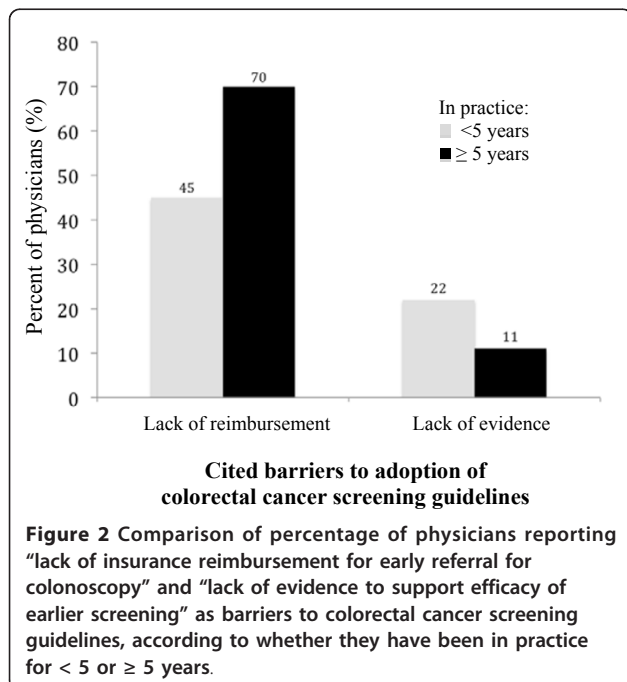 80
70
60
50
40
30
20
10
0
Percent of physicians (%)
45
70
22
11
In practice:
<5 years
≥ 5 years
Lack of reimbursement
Lack of evidence
Cited barriers to adoption of
colorectal cancer screening guidelines
Figure 2 Comparison of percentage of physicians reporting
"lack of insurance reimbursement for early referral for
colonoscopy" and "lack of evidence to support efficacy of
earlier screening" as barriers to colorectal cancer screening
guidelines, according to whether they have been in practice
for < 5 or ≥ 5 years.